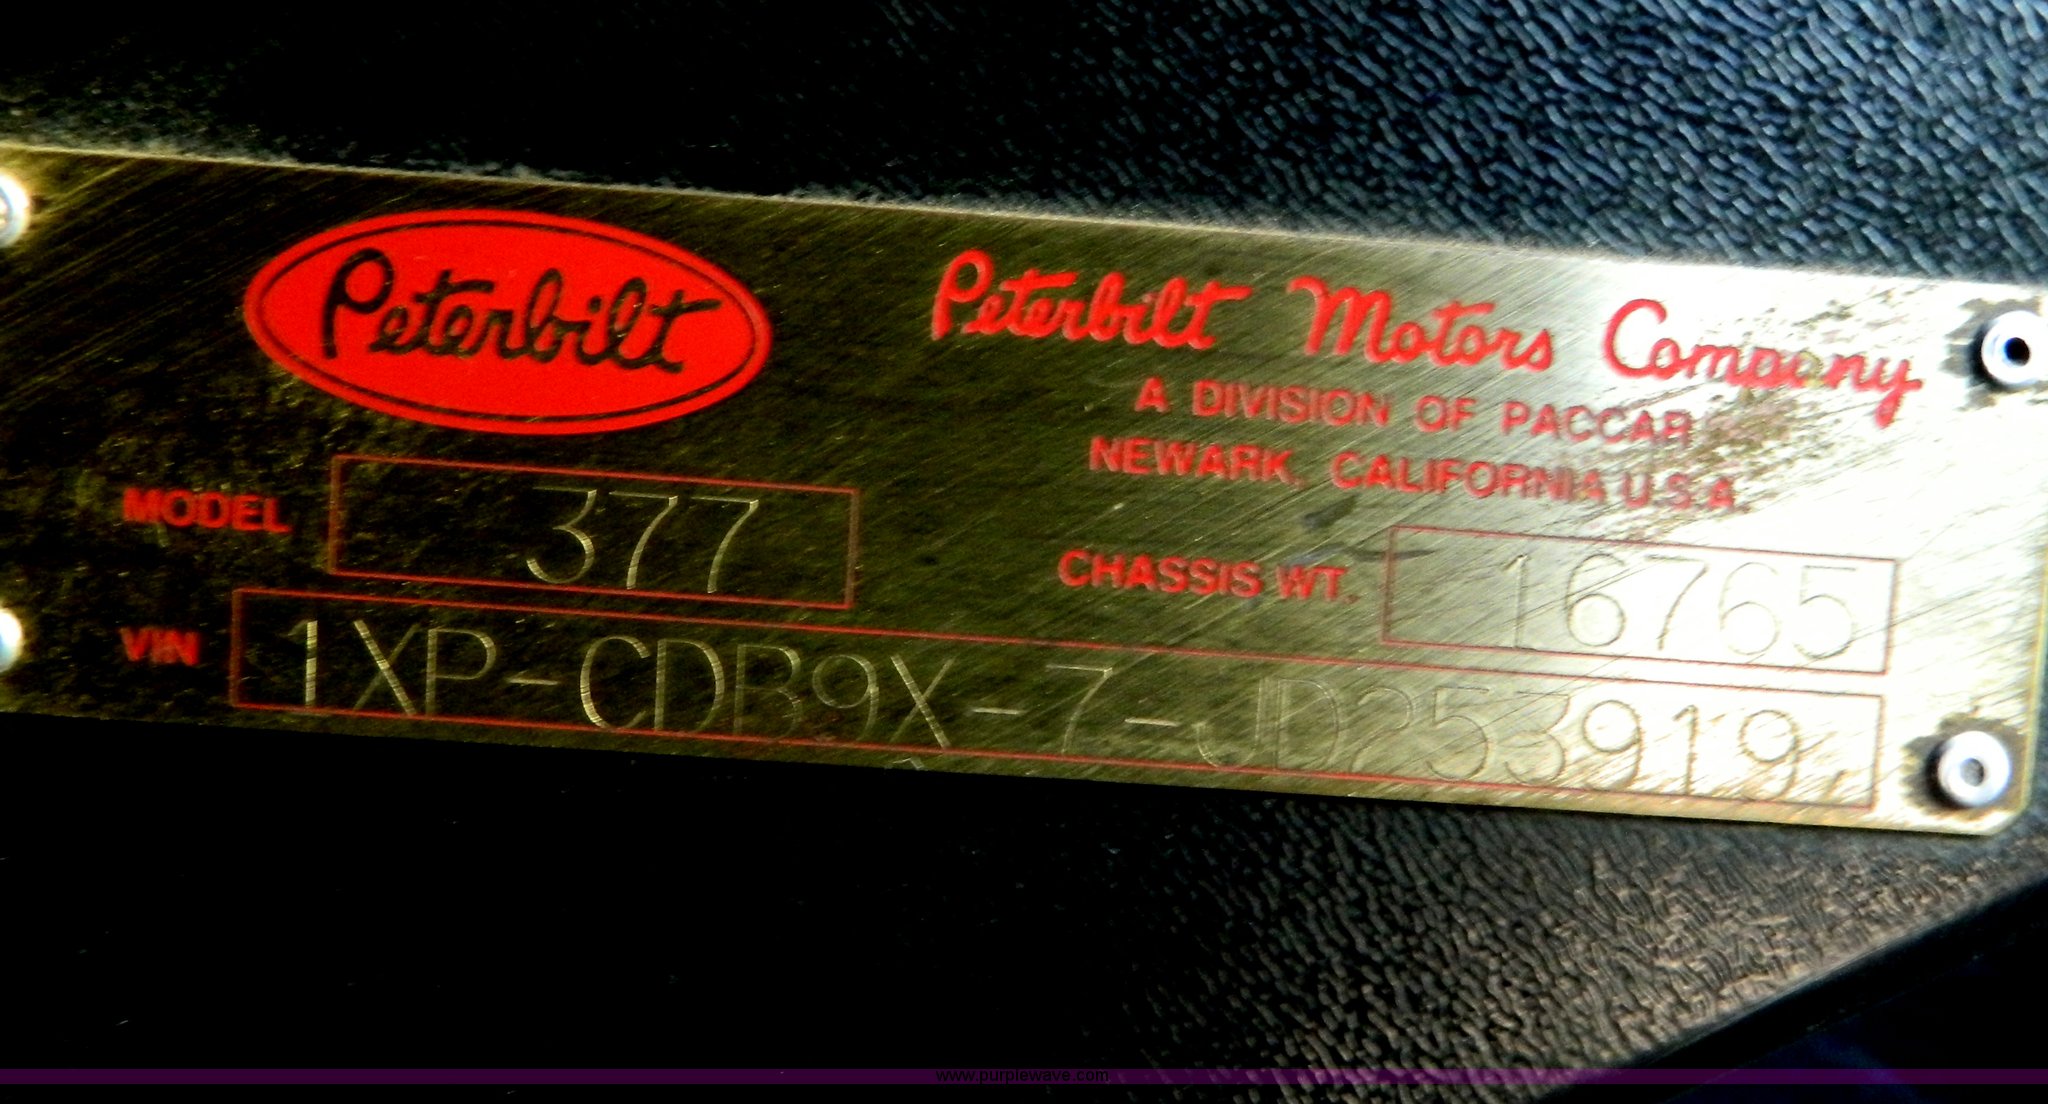 Peterbilt
Peterbilt Motors Company
A DIVISION OF PACCAR
NEWARK, CALIFORNIA U.S.A.
MODEL 377
CHASSIS WT. 16765
VIN 1XP-CDB9X-7-JD253919
www.purplewave.com